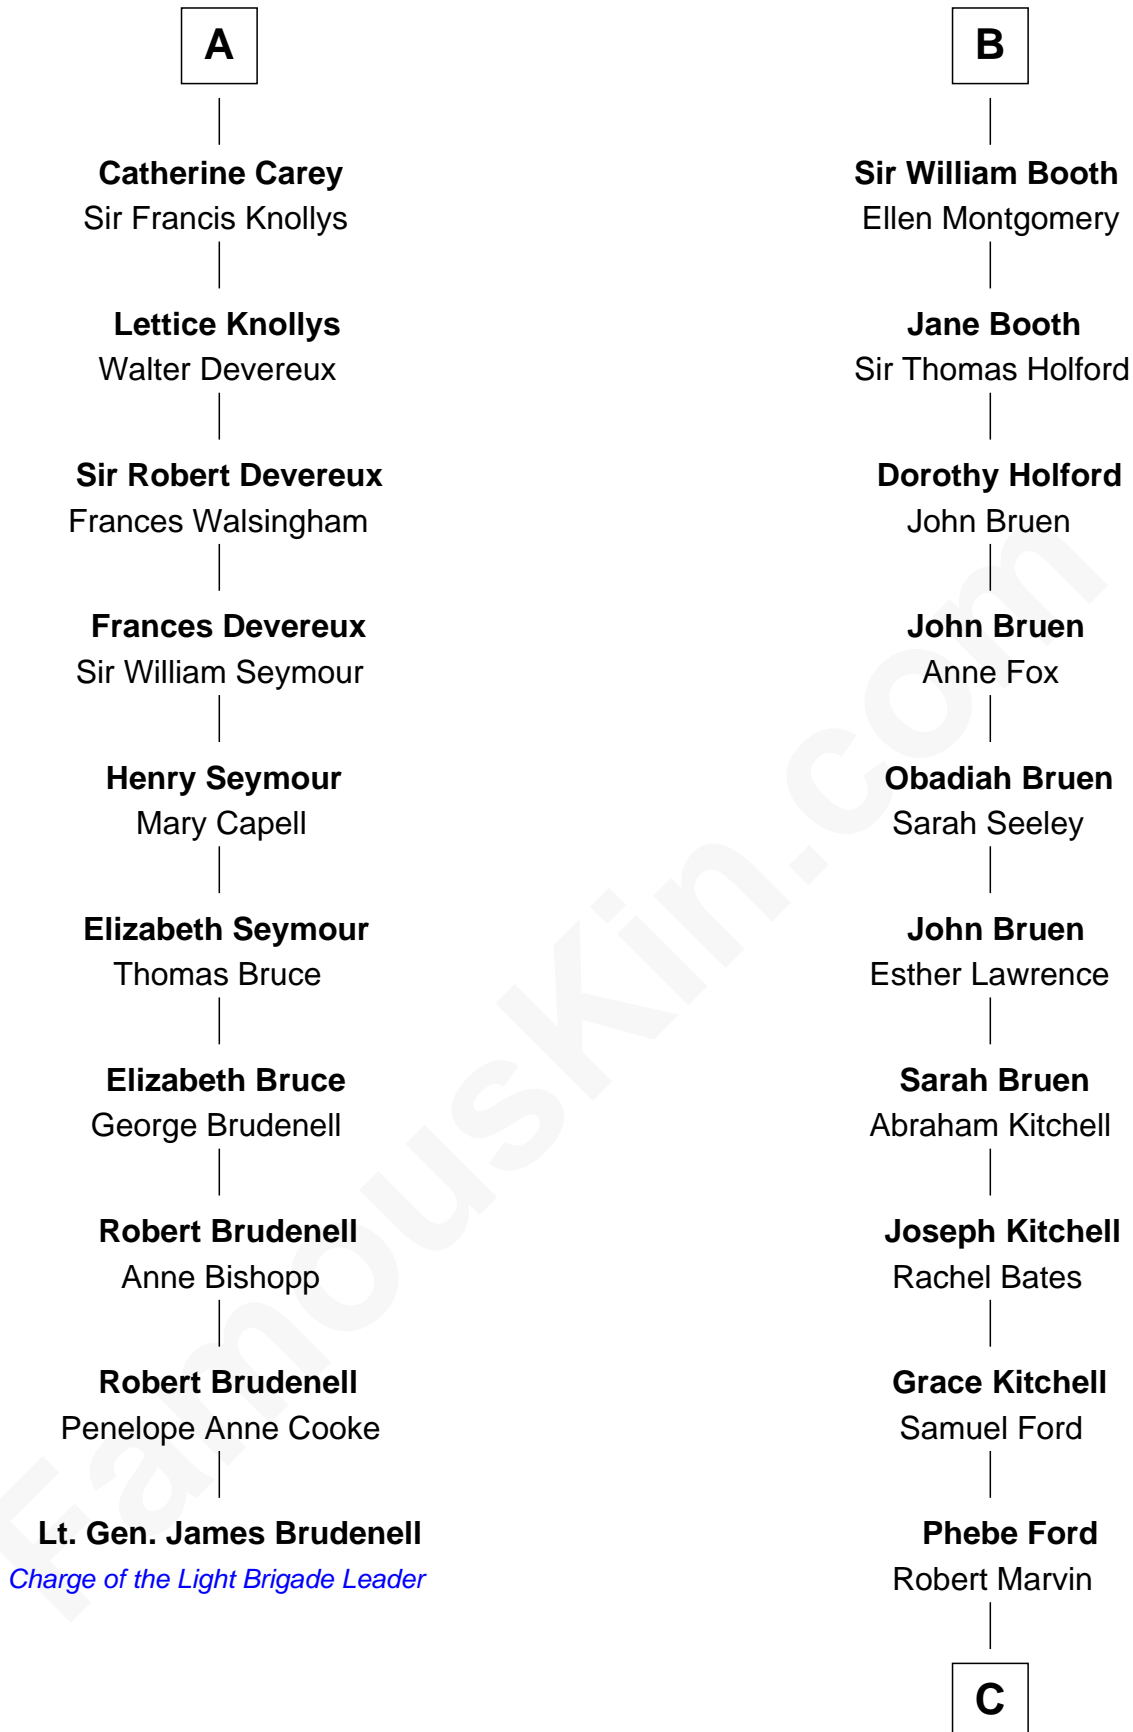 A
Catherine Carey
Sir Francis Knollys
Lettice Knollys
Walter Devereux
Sir Robert Devereux
Frances Walsingham
Frances Devereux
Sir William Seymour
Henry Seymour
Mary Capell
Elizabeth Seymour
Thomas Bruce
Elizabeth Bruce
George Brudenell
Robert Brudenell
Anne Bishopp
Robert Brudenell
Penelope Anne Cooke
Lt. Gen. James Brudenell
Charge of the Light Brigade Leader
B
Sir William Booth
Ellen Montgomery
Jane Booth
Sir Thomas Holford
Dorothy Holford
John Bruen
John Bruen
Anne Fox
Obadiah Bruen
Sarah Seeley
John Bruen
Esther Lawrence
Sarah Bruen
Abraham Kitchell
Joseph Kitchell
Rachel Bates
Grace Kitchell
Samuel Ford
Phebe Ford
Robert Marvin
C
FamousKin.com